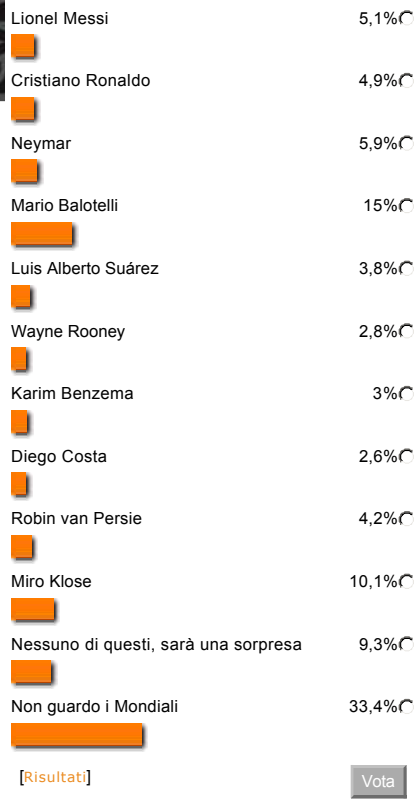 Lionel Messi 5,1%
Cristiano Ronaldo 4,9%
Neymar 5,9%
Mario Balotelli 15%
Luis Alberto Suárez 3,8%
Wayne Rooney 2,8%
Karim Benzema 3%
Diego Costa 2,6%
Robin van Persie 4,2%
Miro Klose 10,1%
Nessuno di questi, sarà una sorpresa 9,3%
Non guardo i Mondiali 33,4%
[Risultati] Vota